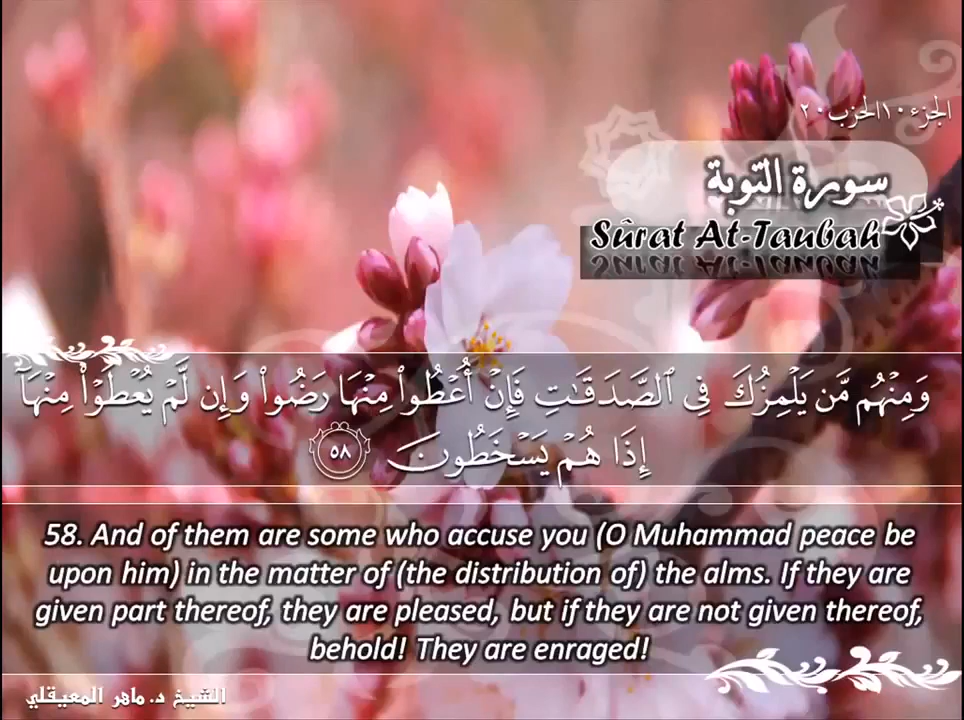 الجزء ١٠ الحزب ٢٠
سورة التوبة
Sûrat At-Taubah
وَمِنْهُم مَّن يَلْمِزُكَ فِى ٱلصَّدَقَـٰتِ فَإِنْ أُعْطُوا۟ مِنْهَا رَضُوا۟ وَإِن لَّمْ يُعْطَوْا۟ مِنْهَآ
إِذَا هُمْ يَسْخَطُونَ ٥٨
58. And of them are some who accuse you (O Muhammad peace be
upon him) in the matter of (the distribution of) the alms. If they are
given part thereof, they are pleased, but if they are not given thereof,
behold! They are enraged!
الشيخ د. ماهر المعيقلي